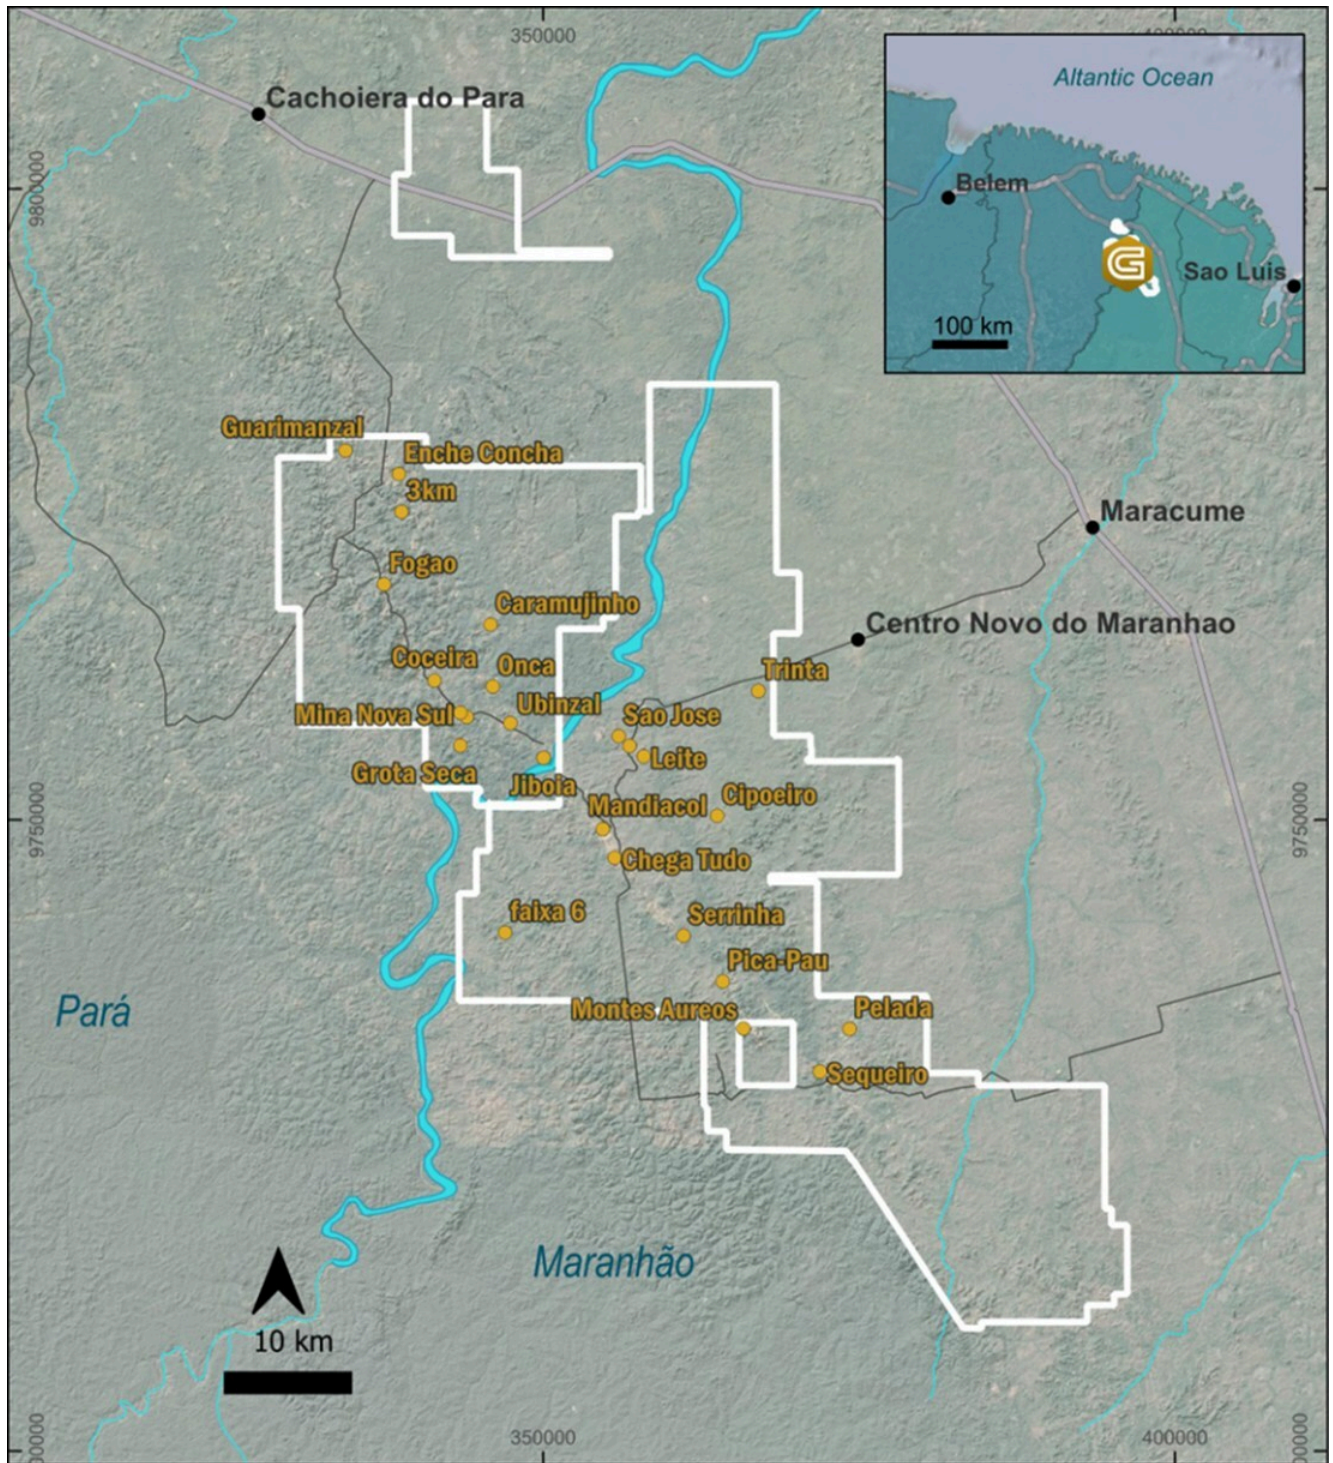 350000
400000
Altantic Ocean
Cachoiera do Para
9800000
Belem
Sao Luis
G
100 km
Guarimanzal
Enche Concha
3km
Maracume
Fogao
Caramujinho
Centro Novo do Maranhao
Coceira
Onca
Trinta
Ubinzal
Mina Nova Sul
Sao Jose
Leite
Grota Seca
Jiboia
Cipoeiro
Mandiacol
9750000
9750000
Chega Tudo
faixa 6
Serrinha
Pica-Pau
Pará
Montes Aureos
Pelada
Sequeiro
Maranhão
10 km
350000
400000